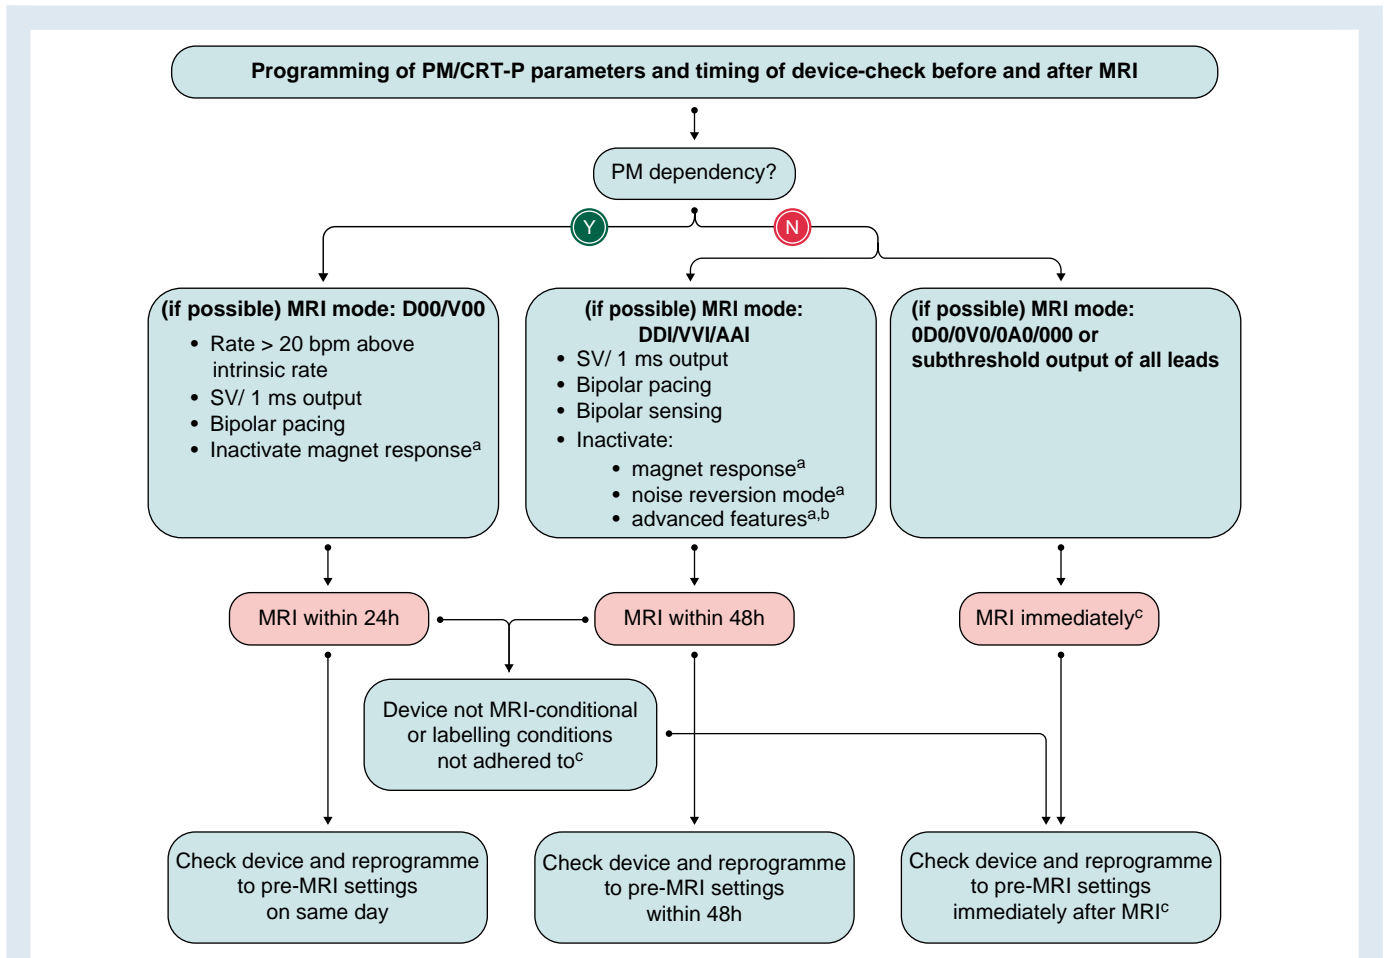 Programming of PM/CRT-P parameters and timing of device-check before and after MRI
PM dependency?
Y
N
(if possible) MRI mode: D00/V00
• Rate > 20 bpm above
intrinsic rate
• SV/ 1 ms output
• Bipolar pacing
• Inactivate magnet responseᵃ
(if possible) MRI mode:
DDI/VVI/AAI
• SV/ 1 ms output
• Bipolar pacing
• Bipolar sensing
• Inactivate:
• magnet responseᵃ
• noise reversion modeᵃ
• advanced featuresᵃ,ᵇ
(if possible) MRI mode:
0D0/0V0/0A0/000 or
subthreshold output of all leads
MRI within 24h
MRI within 48h
MRI immediatelyᶜ
Device not MRI-conditional
or labelling conditions
not adhered toᶜ
Check device and reprogramme
to pre-MRI settings
on same day
Check device and reprogramme
to pre-MRI settings
within 48h
Check device and reprogramme
to pre-MRI settings
immediately after MRIᶜ